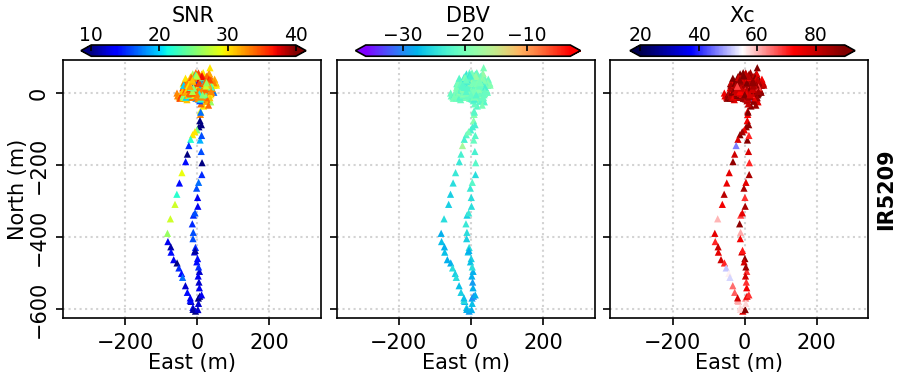 SNR DBV Xc
10 20 30 40 −30 −20 −10 20 40 60 80
North (m)
0
−200
−400
−600
−200 0 200 −200 0 200 −200 0 200
East (m) East (m) East (m)
IR5209